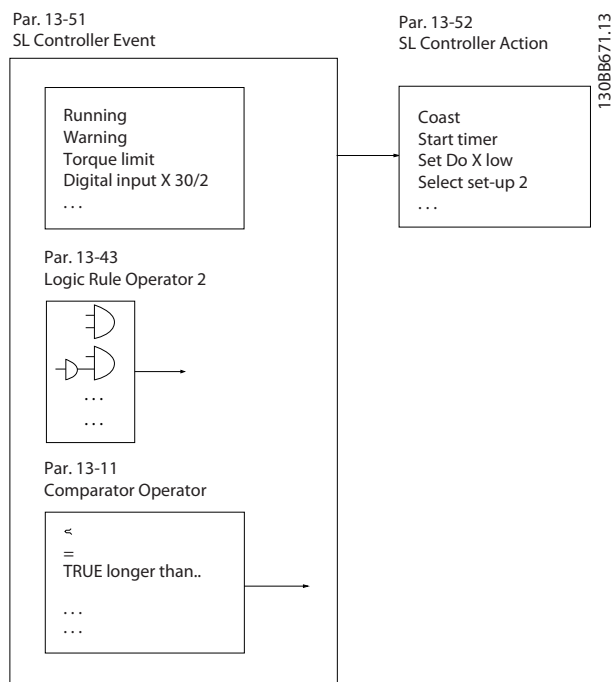 Par. 13-51
SL Controller Event
Par. 13-52
SL Controller Action
130BB671.13
Running
Warning
Torque limit
Digital input X 30/2
. . .
Coast
Start timer
Set Do X low
Select set-up 2
. . .
Par. 13-43
Logic Rule Operator 2
. . .
. . .
Par. 13-11
Comparator Operator
<
=
TRUE longer than..
. . .
. . .